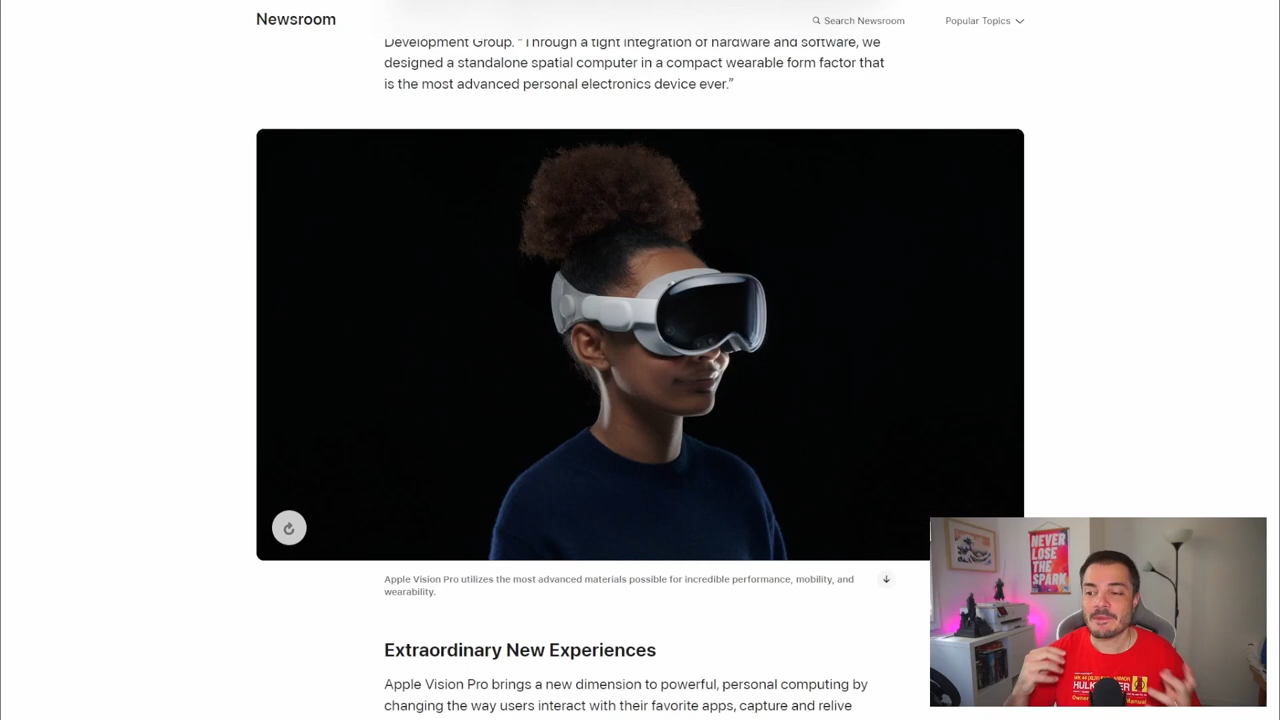 Newsroom
Search Newsroom
Popular Topics
Development Group. “Through a tight integration of hardware and software, we
designed a standalone spatial computer in a compact wearable form factor that
is the most advanced personal electronics device ever.”
Apple Vision Pro utilizes the most advanced materials possible for incredible performance, mobility, and
wearability.
Extraordinary New Experiences
Apple Vision Pro brings a new dimension to powerful, personal computing by
changing the way users interact with their favorite apps, capture and relive
NEVER
LOSE
THE
SPARK
Owner
Manual